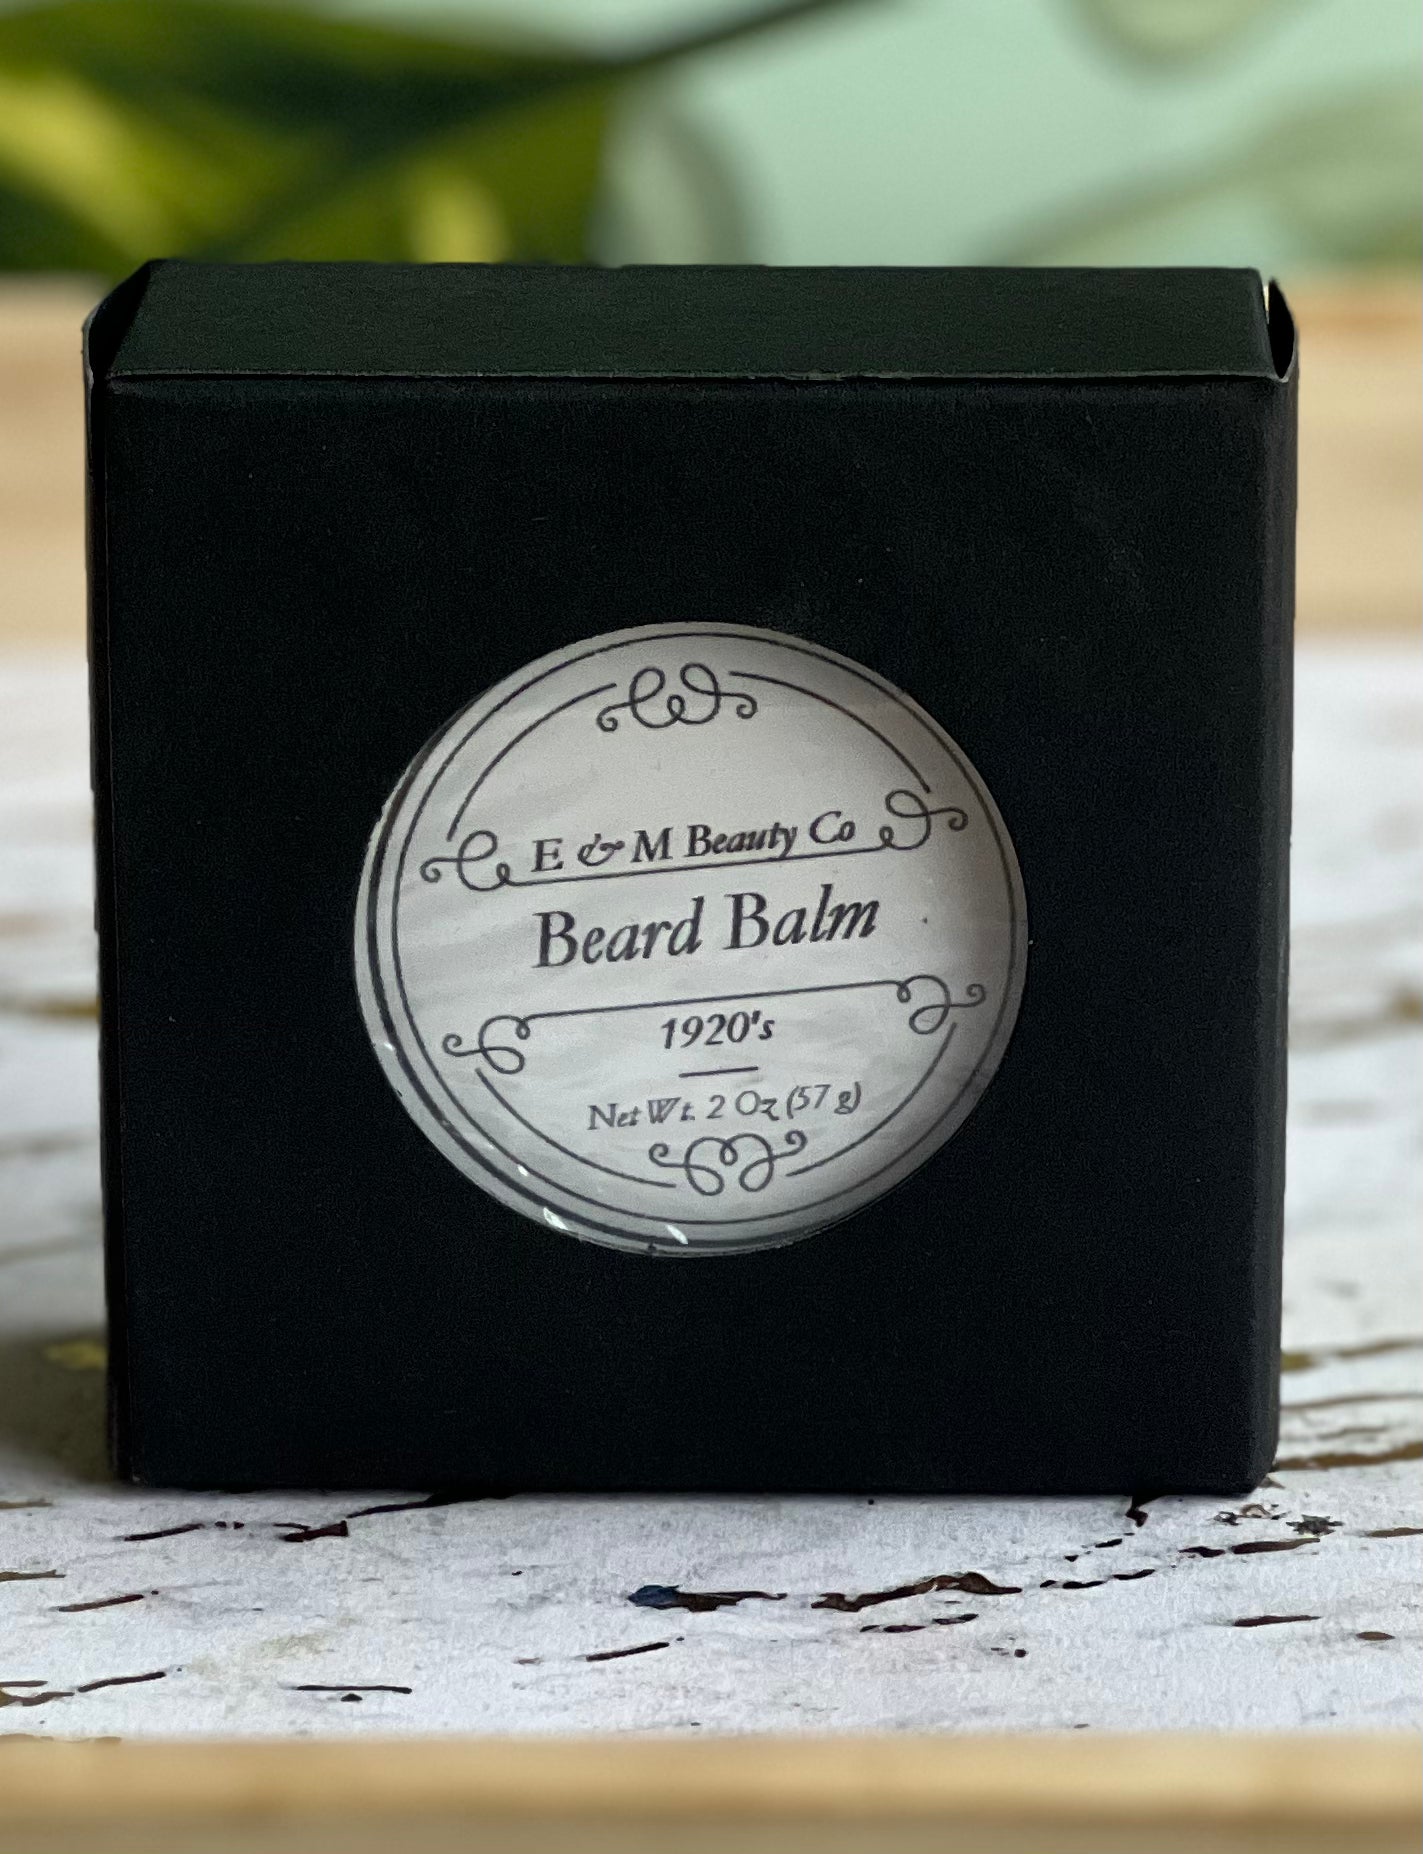 E & M Beauty Co
Beard Balm
1920's
Net Wt. 2 Oz (57 g)